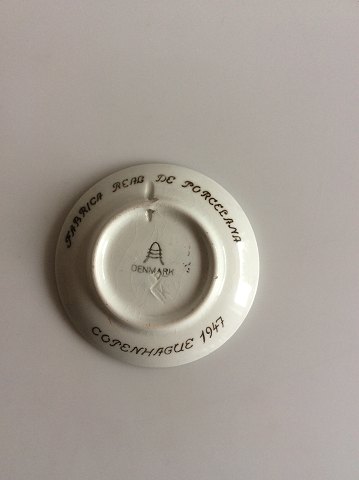 FABRICA REAL DE PORCELANA
DENMARK
COPENHAGUE 1947